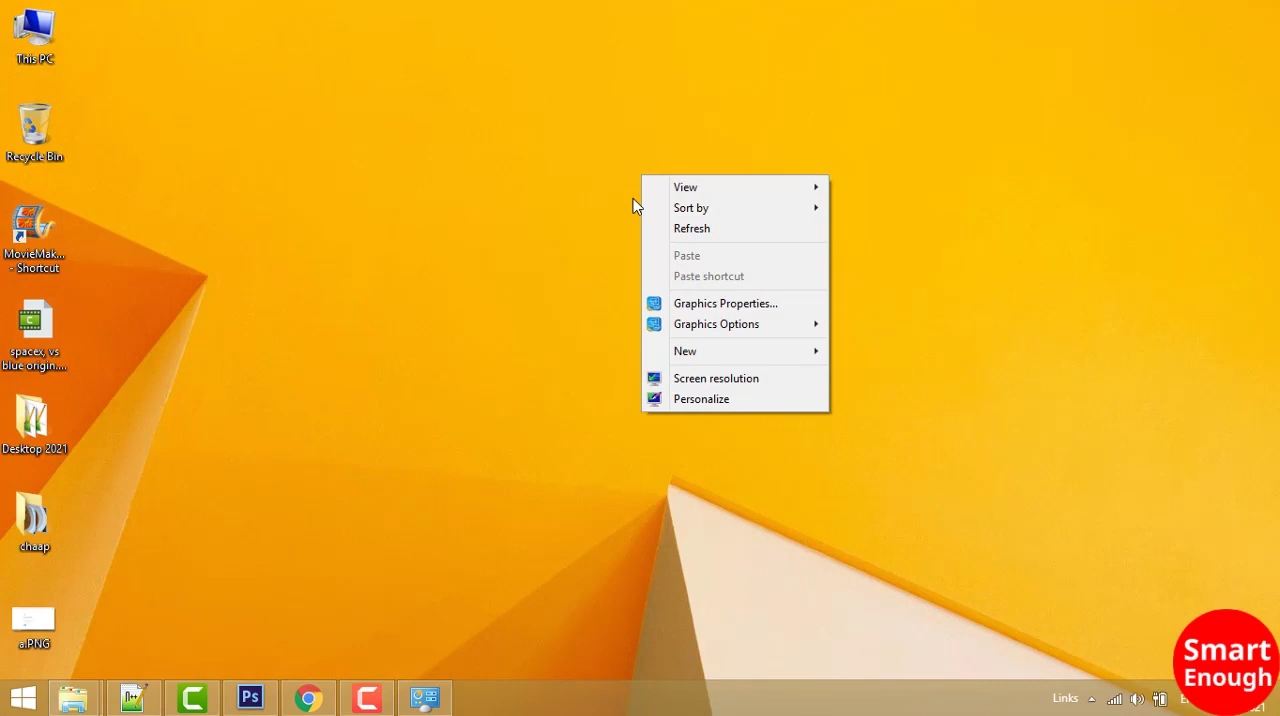 This PC
Recycle Bin
MovieMak...
- Shortcut
spacex, vs
blue origin....
Desktop 2021
chaap
a.PNG
View
Sort by
Refresh
Paste
Paste shortcut
Graphics Properties...
Graphics Options
New
Screen resolution
Personalize
Ps
Links
Smart
Enough